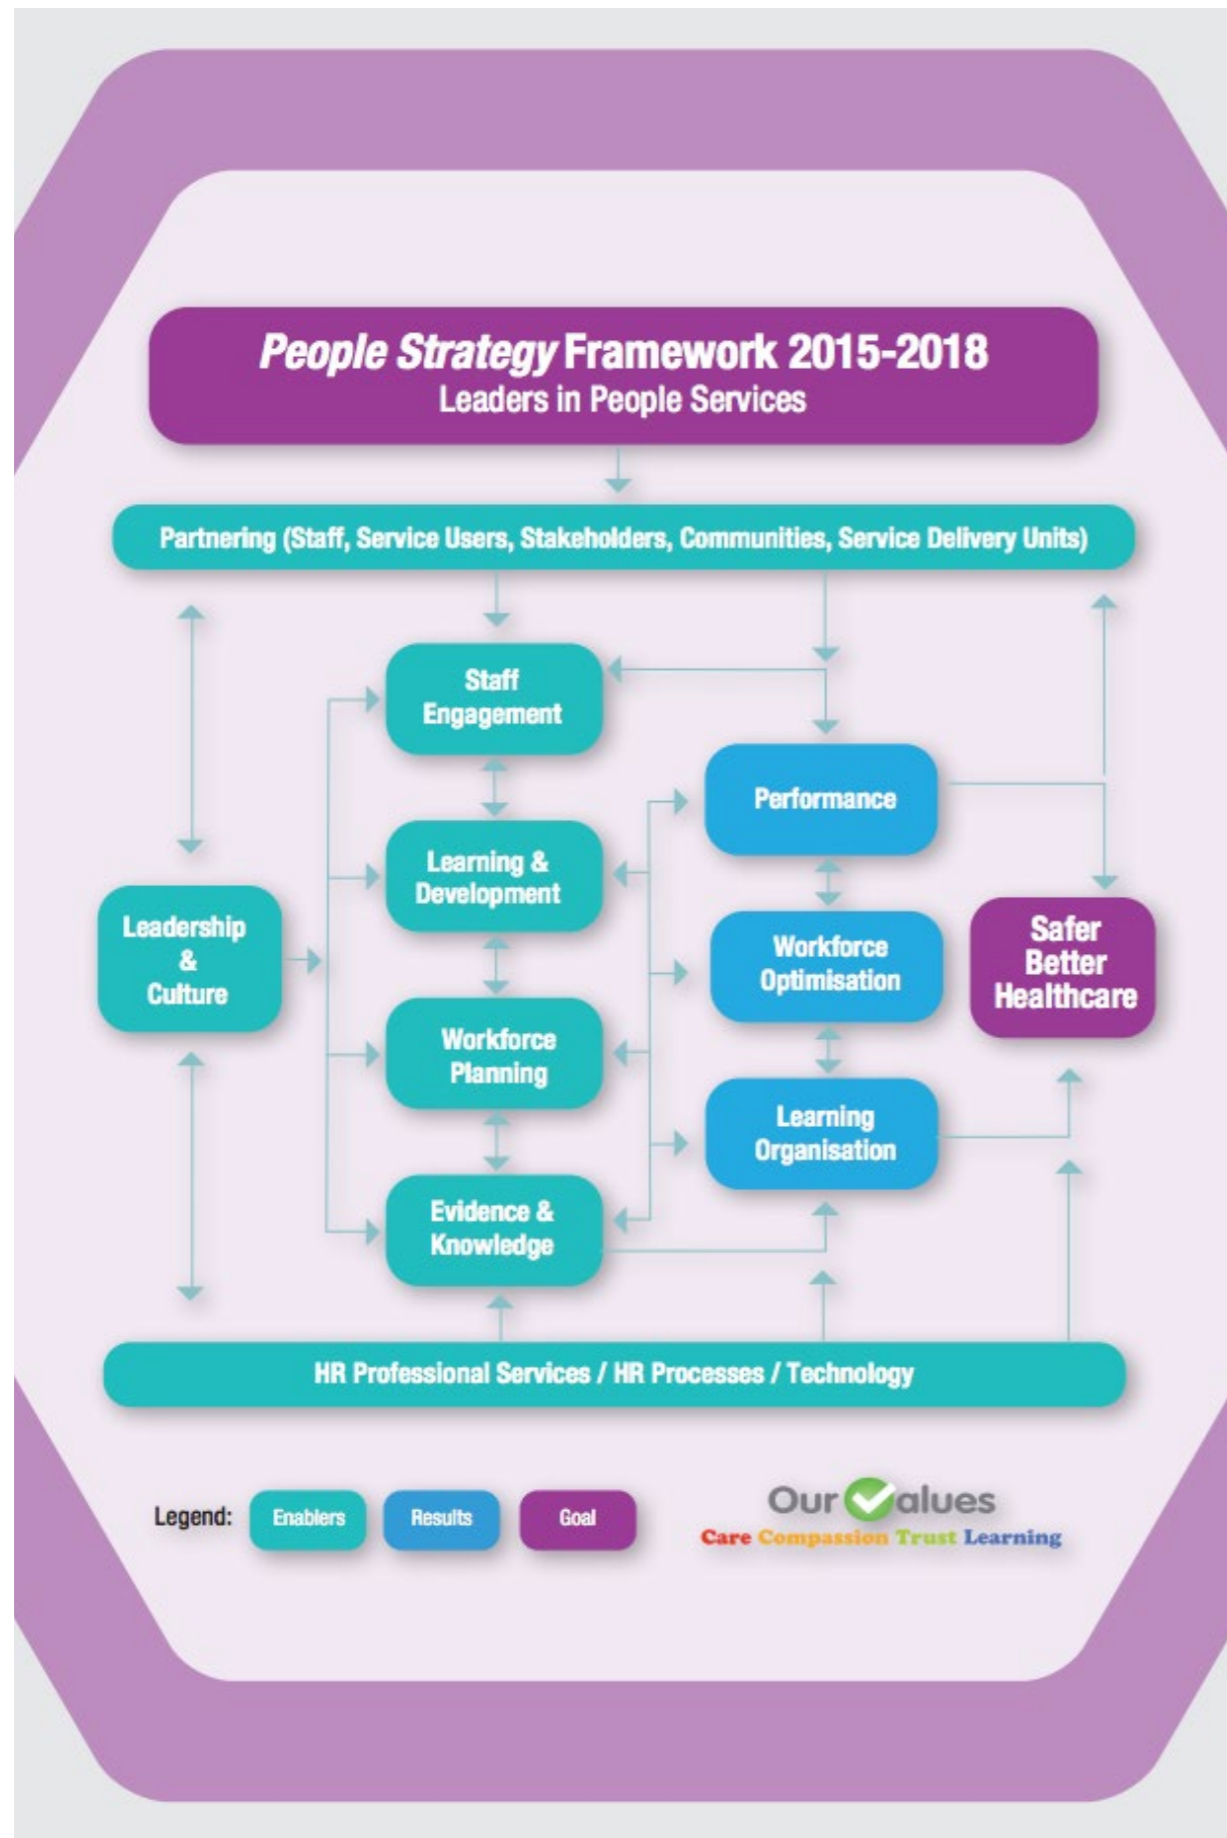 People Strategy Framework 2015-2018
Leaders in People Services
Partnering (Staff, Service Users, Stakeholders, Communities, Service Delivery Units)
Staff
Engagement
Performance
Learning &
Development
Leadership
&
Culture
Workforce
Optimisation
Safer
Better
Healthcare
Workforce
Planning
Learning
Organisation
Evidence &
Knowledge
HR Professional Services / HR Processes / Technology
Legend:
Enablers
Results
Goal
Our Values
Care Compassion Trust Learning